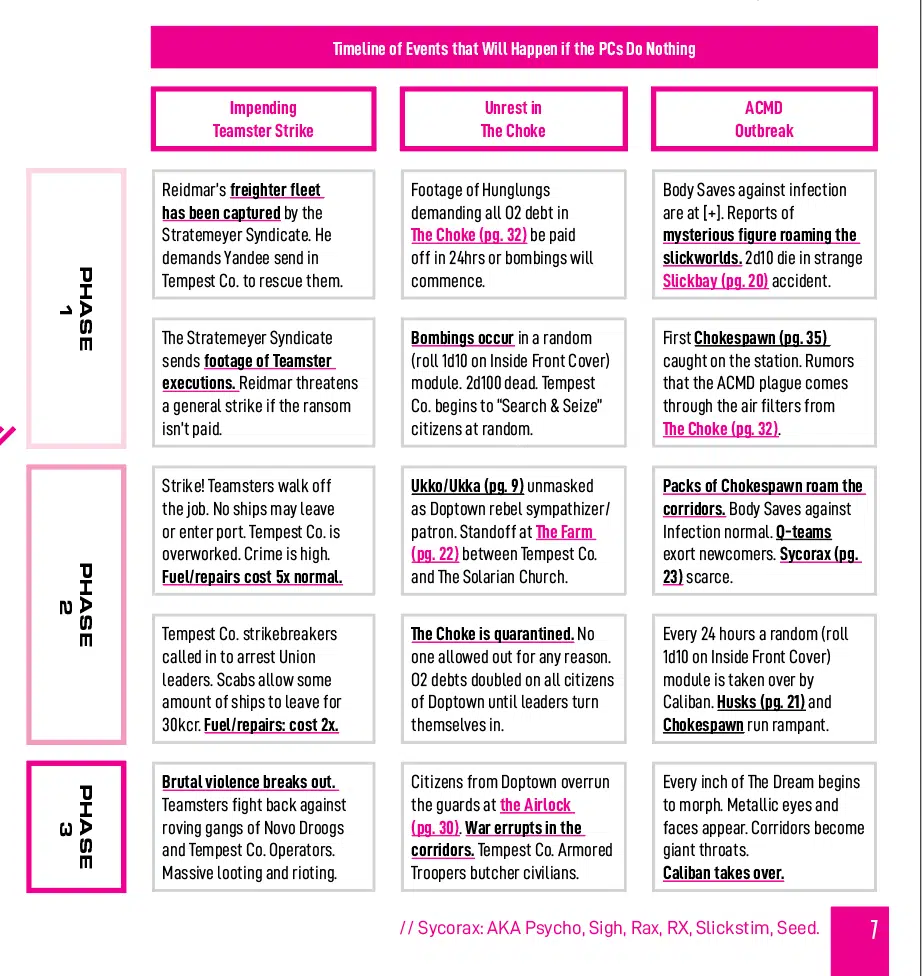 Timeline of Events that Will Happen if the PCs Do Nothing
Impending
Teamster Strike
Unrest in
The Choke
ACMD
Outbreak
PHASE
1
Reidmar's freighter fleet
has been captured by the
Stratemeyer Syndicate. He
demands Yandee send in
Tempest Co. to rescue them.
Footage of Hunglungs
demanding all O2 debt in
The Choke (pg. 32) be paid
off in 24hrs or bombings will
commence.
Body Saves against infection
are at [+]. Reports of
mysterious figure roaming the
slickworlds. 2d10 die in strange
Slickbay (pg. 20) accident.
The Stratemeyer Syndicate
sends footage of Teamster
executions. Reidmar threatens
a general strike if the ransom
isn't paid.
Bombings occur in a random
(roll 1d10 on Inside Front Cover)
module. 2d100 dead. Tempest
Co. begins to "Search & Seize"
citizens at random.
First Chokespawn (pg. 35)
caught on the station. Rumors
that the ACMD plague comes
through the air filters from
The Choke (pg. 32).
PHASE
2
Strike! Teamsters walk off
the job. No ships may leave
or enter port. Tempest Co. is
overworked. Crime is high.
Fuel/repairs cost 5x normal.
Ukko/Ukka (pg. 9) unmasked
as Doptown rebel sympathizer/
patron. Standoff at The Farm
(pg. 22) between Tempest Co.
and The Solarian Church.
Packs of Chokespawn roam the
corridors. Body Saves against
Infection normal. Q-teams
exort newcomers. Sycorax (pg.
23) scarce.
Tempest Co. strikebreakers
called in to arrest Union
leaders. Scabs allow some
amount of ships to leave for
30kcr. Fuel/repairs: cost 2x.
The Choke is quarantined. No
one allowed out for any reason.
O2 debts doubled on all citizens
of Doptown until leaders turn
themselves in.
Every 24 hours a random (roll
1d10 on Inside Front Cover)
module is taken over by
Caliban. Husks (pg. 21) and
Chokespawn run rampant.
PHASE
3
Brutal violence breaks out.
Teamsters fight back against
roving gangs of Novo Droogs
and Tempest Co. Operators.
Massive looting and rioting.
Citizens from Doptown overrun
the guards at the Airlock
(pg. 30). War errupts in the
corridors. Tempest Co. Armored
Troopers butcher civilians.
Every inch of The Dream begins
to morph. Metallic eyes and
faces appear. Corridors become
giant throats.
Caliban takes over.
// Sycorax: AKA Psycho, Sigh, Rax, RX, Slickstim, Seed.
7